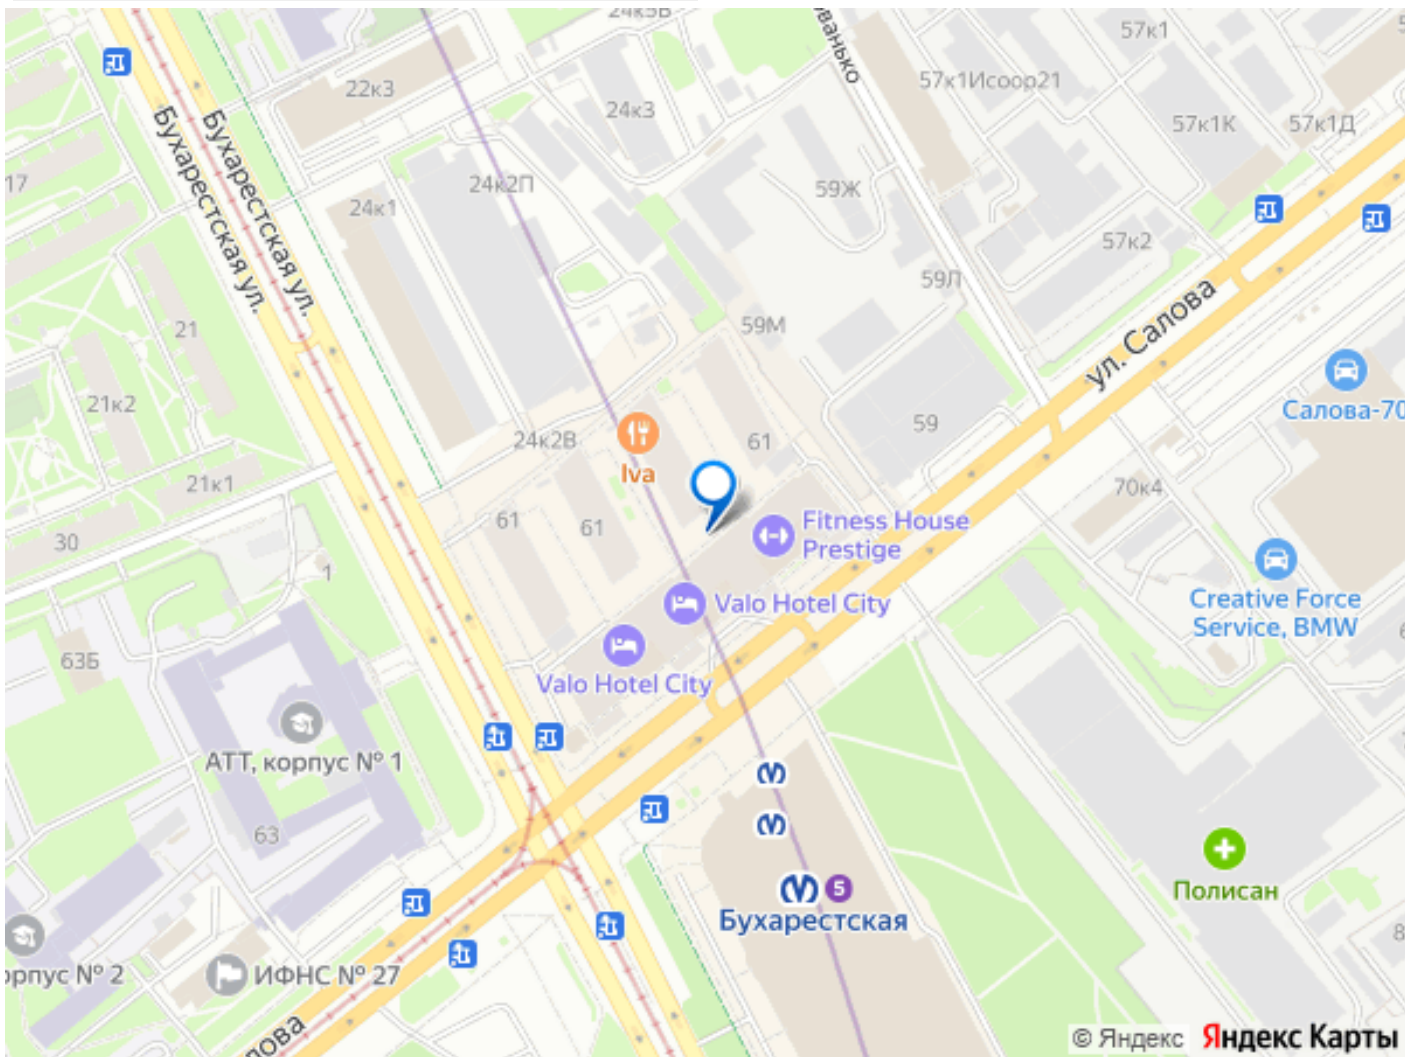 24к5В
57к1
22к3
57к1Исоор21
24к3
57к1К
57к1Д
17
24к2П
59Ж
24к1
Бухарестская ул.
Бухарестская ул.
57к2
59Л
21
59М
ул. Салова
21к2
Салова-70
24к2В
61
59
Iva
21к1
70к4
30
61
61
Fitness House
Prestige
1
Valo Hotel City
Creative Force
Service, BMW
63Б
Valo Hotel City
АТТ, корпус № 1
63
5
Полисан
Бухарестская
орпус № 2
ИФНС № 27
алова
© Яндекс
Яндекс Карты